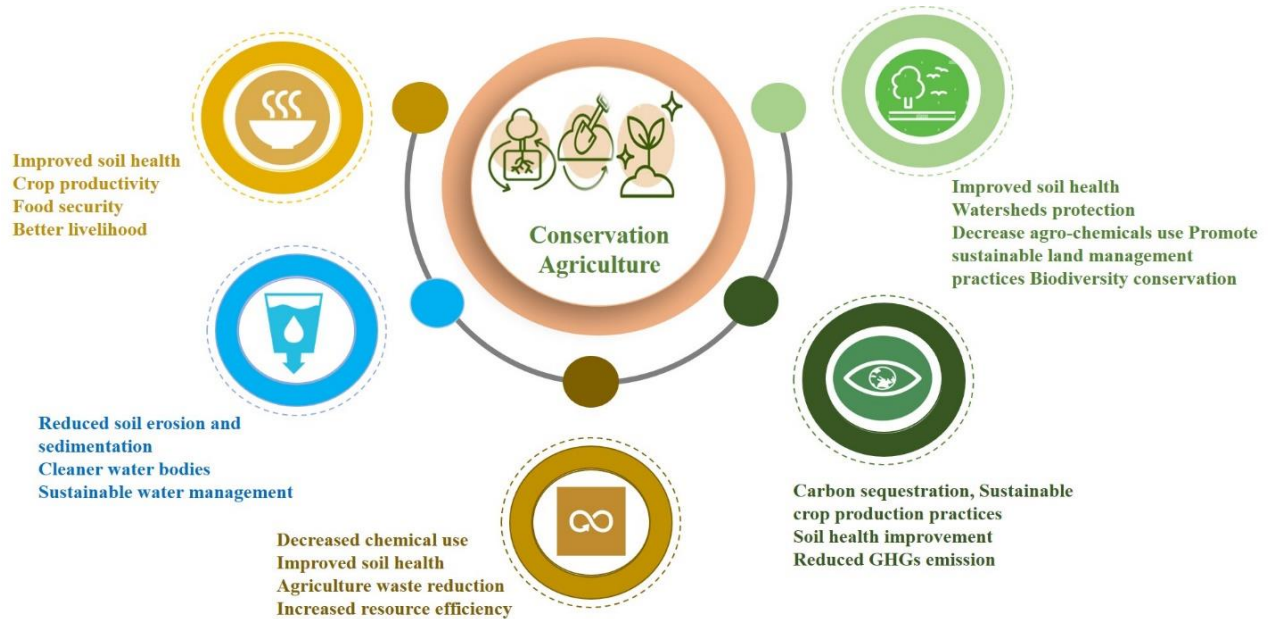 Conservation
Agriculture
Improved soil health
Crop productivity
Food security
Better livelihood
Reduced soil erosion and
sedimentation
Cleaner water bodies
Sustainable water management
Decreased chemical use
Improved soil health
Agriculture waste reduction
Increased resource efficiency
Carbon sequestration, Sustainable
crop production practices
Soil health improvement
Reduced GHGs emission
Improved soil health
Watersheds protection
Decrease agro-chemicals use Promote
sustainable land management
practices Biodiversity conservation